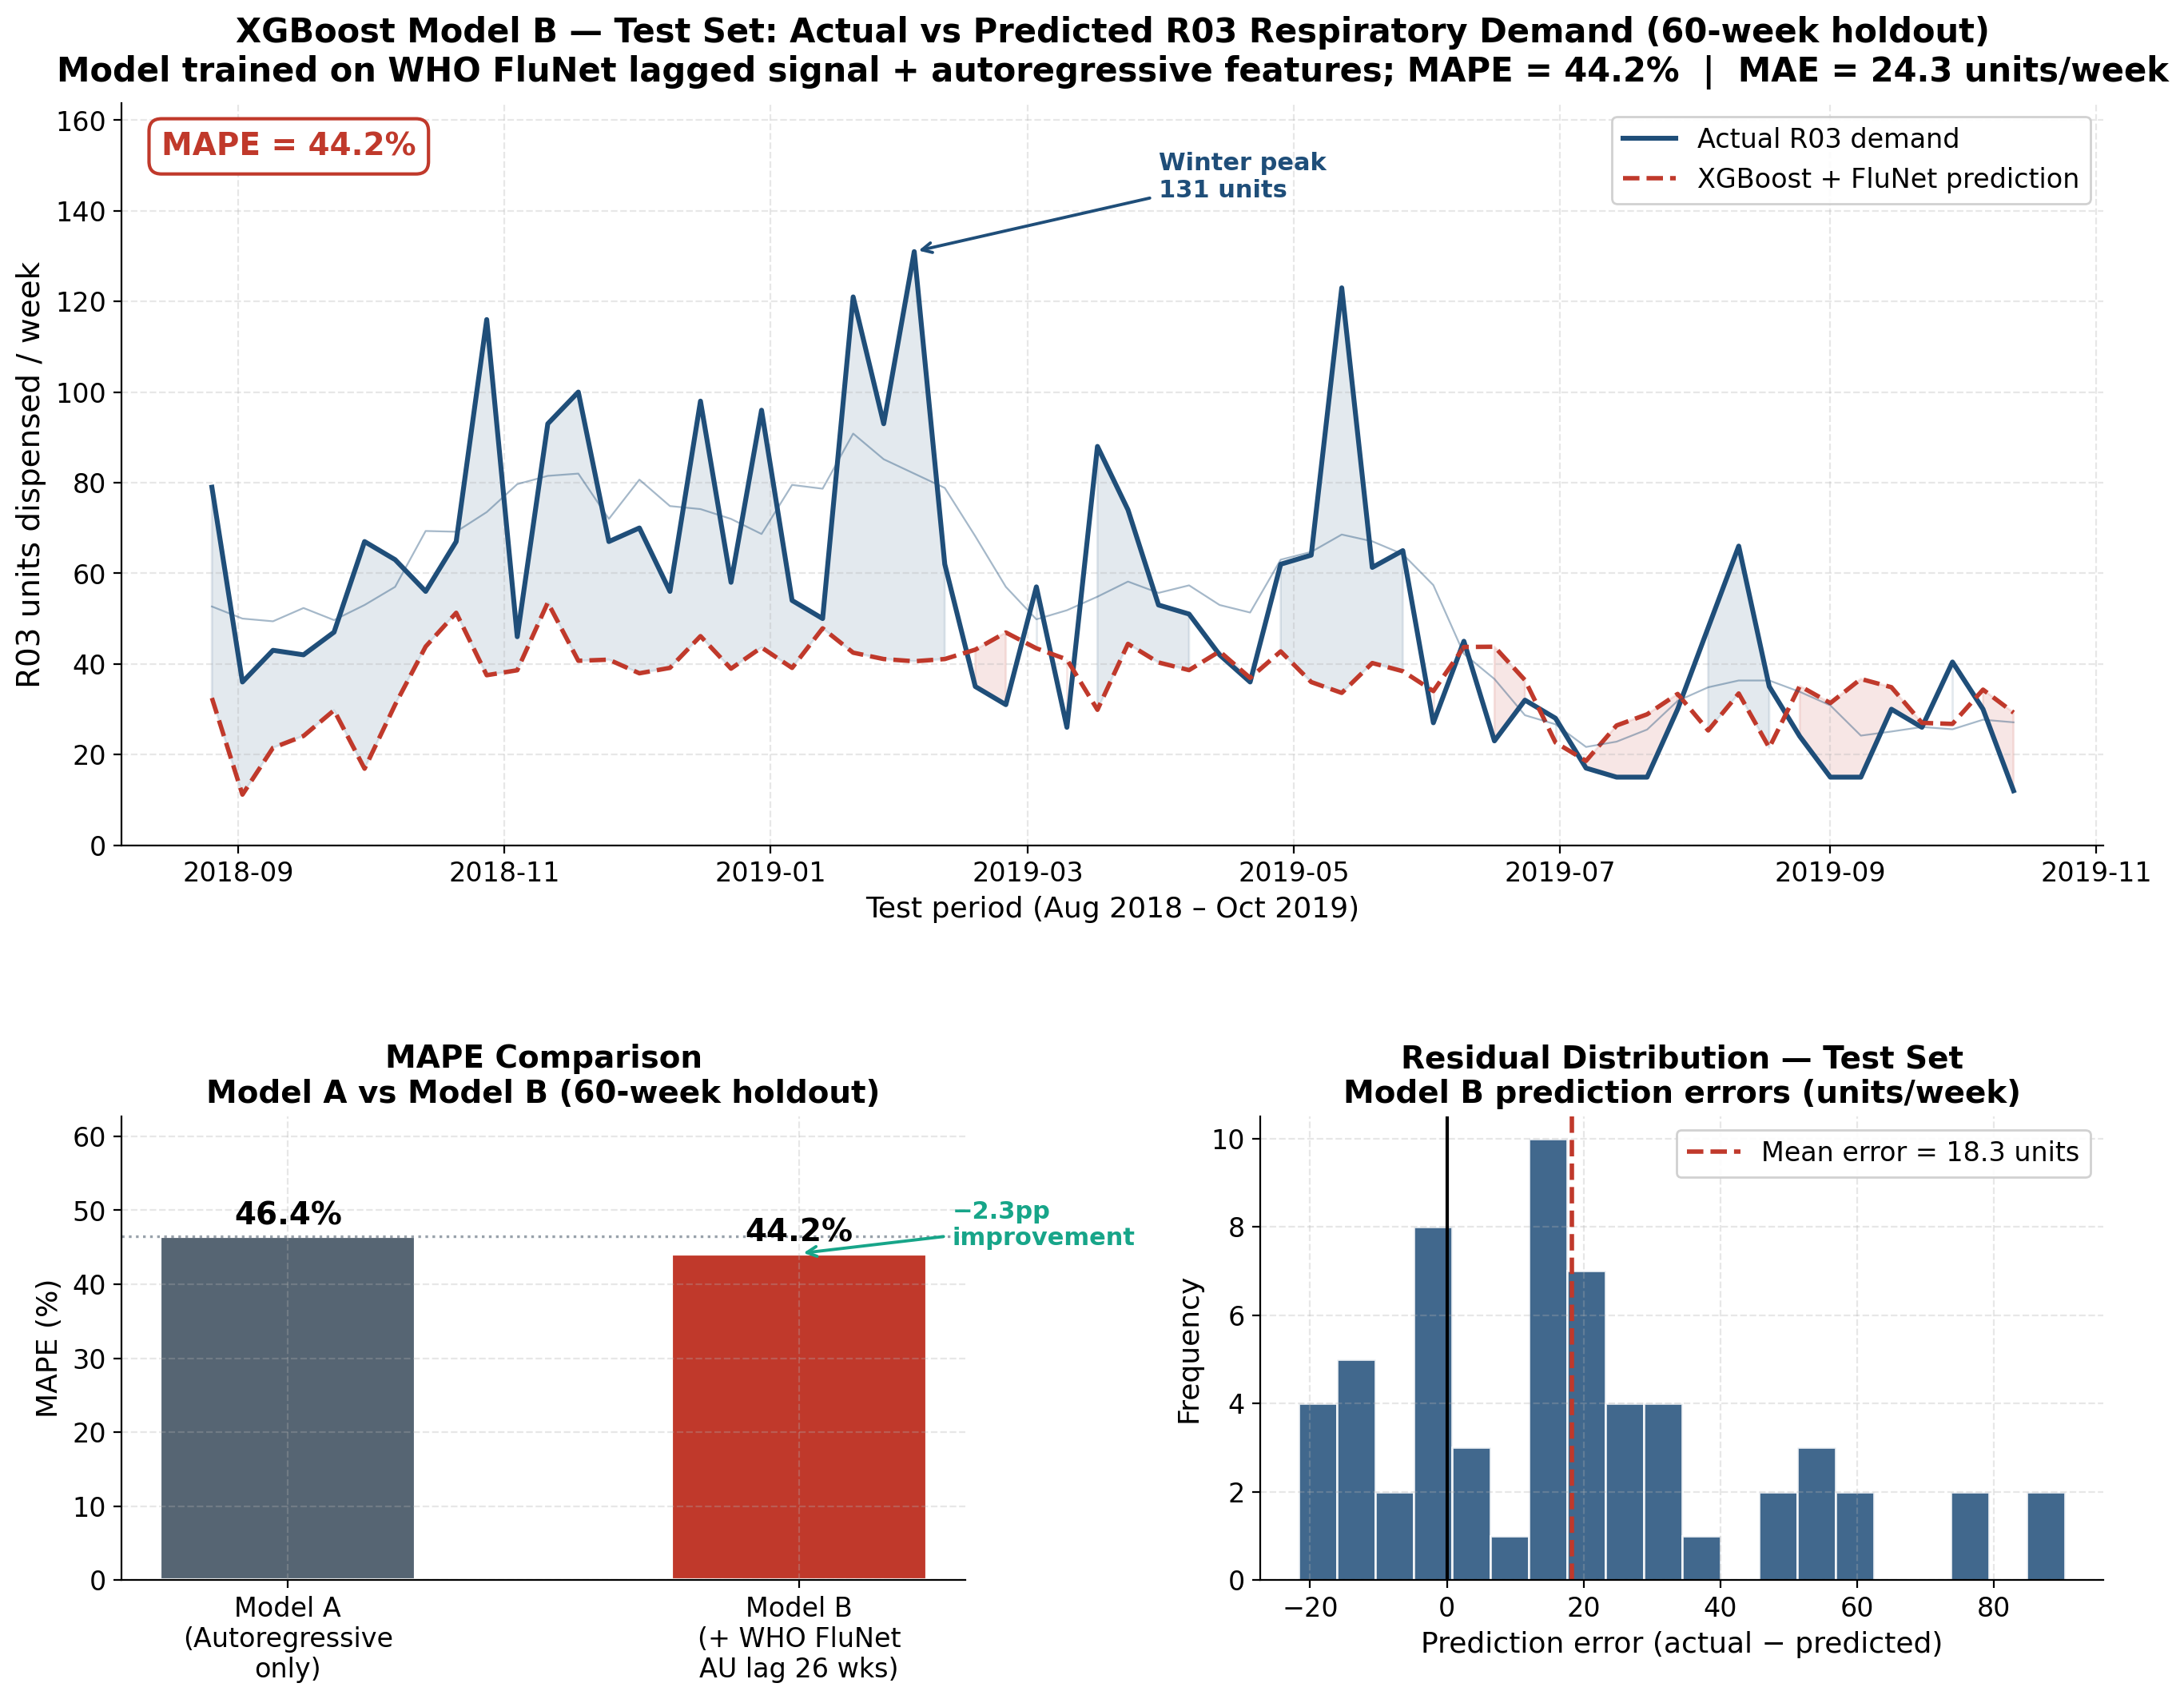 XGBoost Model B — Test Set: Actual vs Predicted R03 Respiratory Demand (60-week holdout)
Model trained on WHO FluNet lagged signal + autoregressive features; MAPE = 44.2% | MAE = 24.3 units/week
MAPE = 44.2%
Winter peak
131 units
Actual R03 demand
XGBoost + FluNet prediction
R03 units dispensed / week
160
140
120
100
80
60
40
20
0
2018-09 2018-11 2019-01 2019-03 2019-05 2019-07 2019-09 2019-11
Test period (Aug 2018 – Oct 2019)
MAPE Comparison
Model A vs Model B (60-week holdout)
MAPE (%)
60
50
40
30
20
10
0
46.4%
44.2%
−2.3pp
improvement
Model A
(Autoregressive
only)
Model B
(+ WHO FluNet
AU lag 26 wks)
Residual Distribution — Test Set
Model B prediction errors (units/week)
Mean error = 18.3 units
Frequency
10
8
6
4
2
0
−20 0 20 40 60 80
Prediction error (actual − predicted)